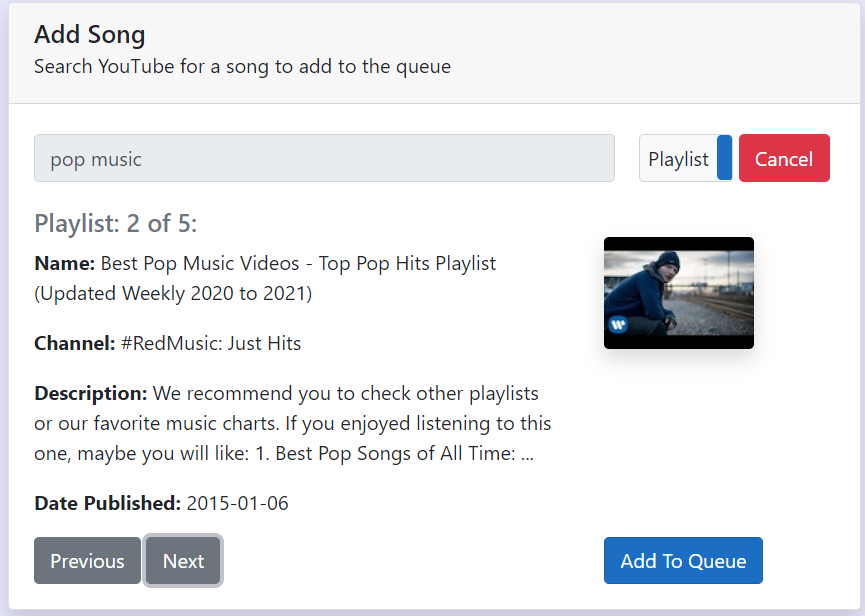 Add Song
Search YouTube for a song to add to the queue
pop music
Playlist
Cancel
Playlist: 2 of 5:
Name: Best Pop Music Videos - Top Pop Hits Playlist
(Updated Weekly 2020 to 2021)
Channel: #RedMusic: Just Hits
Description: We recommend you to check other playlists
or our favorite music charts. If you enjoyed listening to this
one, maybe you will like: 1. Best Pop Songs of All Time: ...
Date Published: 2015-01-06
Previous
Next
Add To Queue